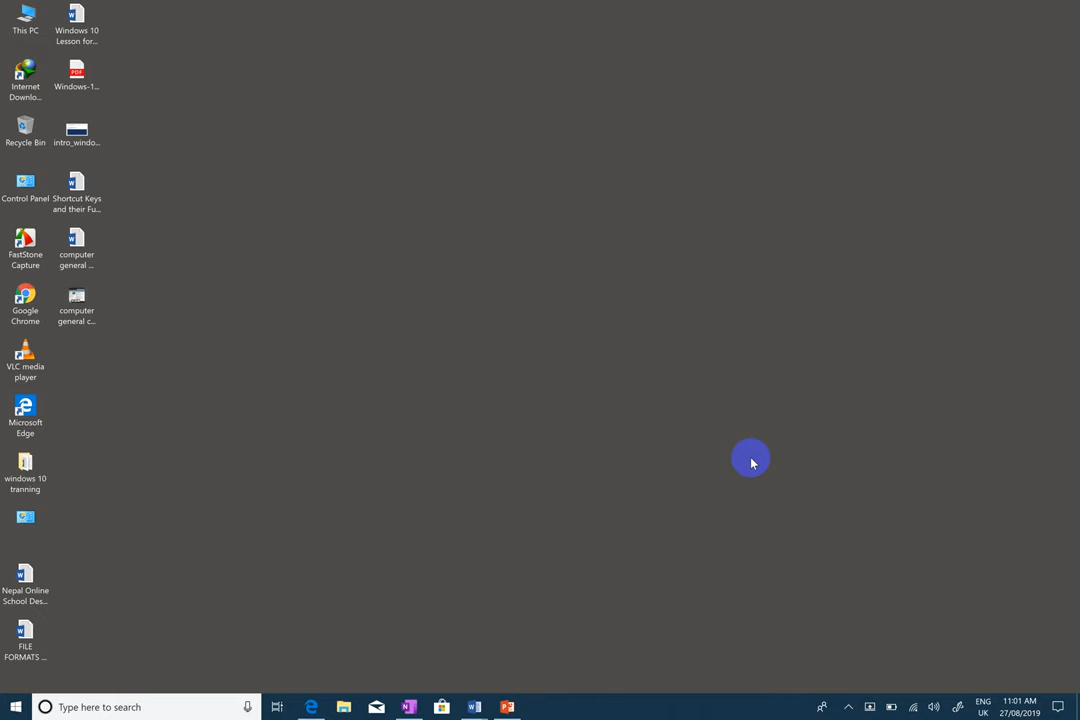 This PC
Windows 10
Lesson for...
Internet
Downlo...
PDF
Windows-1...
Recycle Bin
intro_windo...
Control Panel
Shortcut Keys
and their Fu...
FastStone
Capture
computer
general ...
Google
Chrome
computer
general c...
VLC media
player
Microsoft
Edge
windows 10
tranning
Nepal Online
School Des...
FILE
FORMATS ...
Type here to search
ENG
UK
11:01 AM
27/08/2019